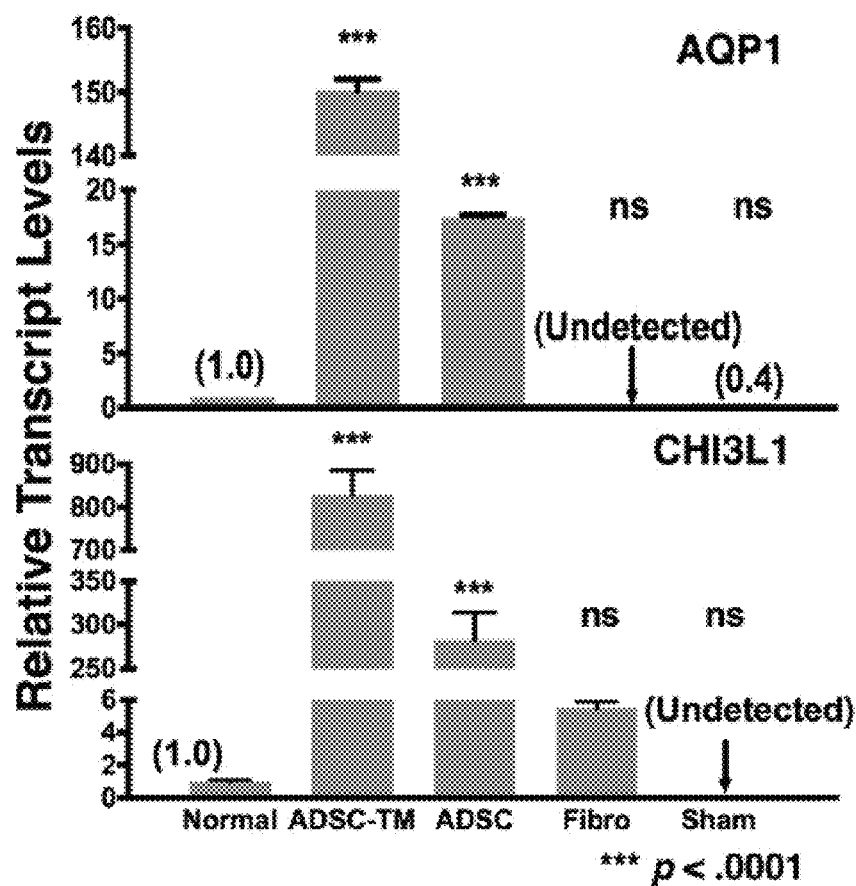 Relative Transcript Levels
AQP1
160
150
140
20
15
10
5
0
***
***
ns
ns
(1.0)
(Undetected)
(0.4)
CHI3L1
900
800
700
350
300
250
6
4
2
0
***
***
ns
ns
(1.0)
(Undetected)
Normal ADSC-TM ADSC Fibro Sham
*** p < .0001